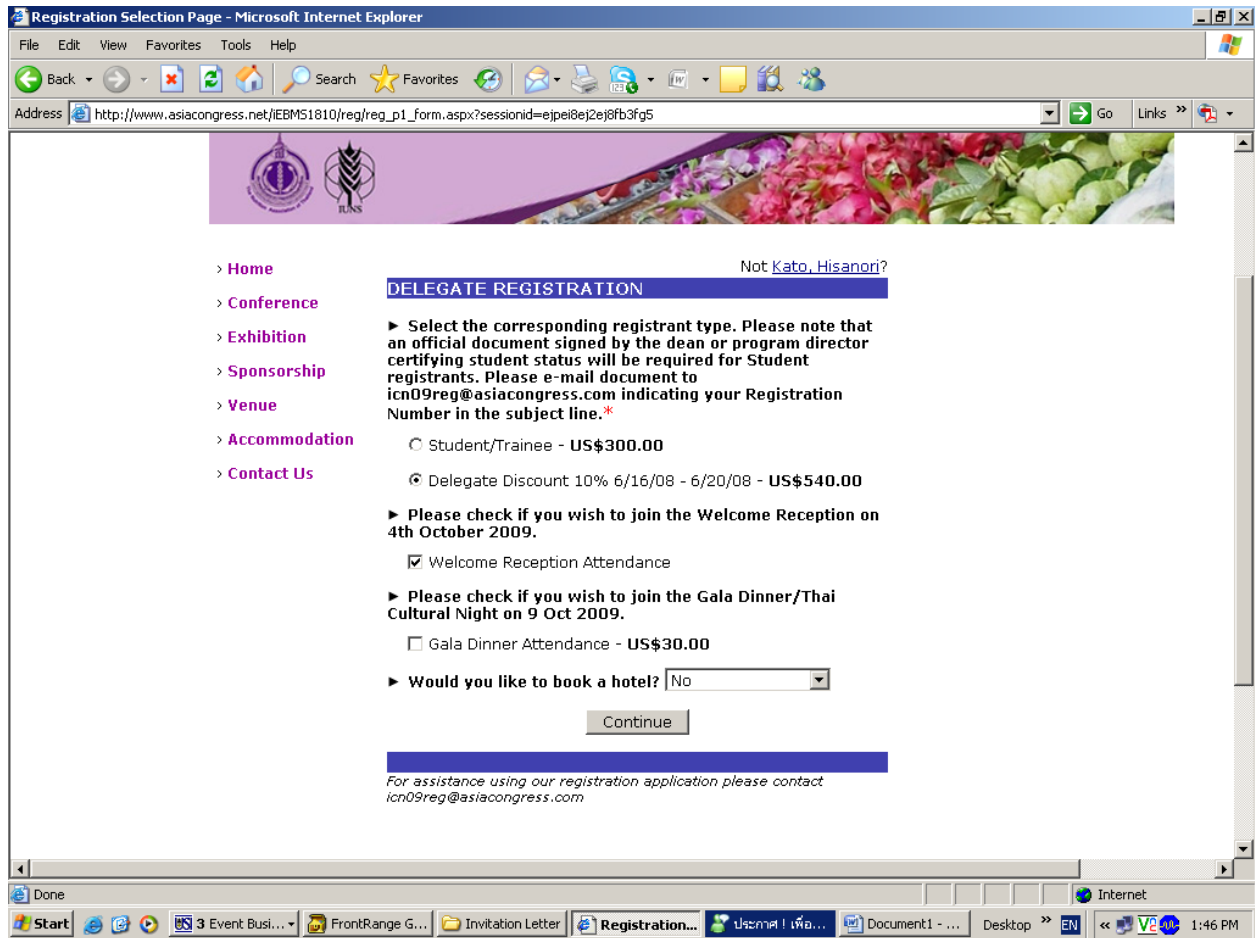 Registration Selection Page - Microsoft Internet Explorer
File Edit View Favorites Tools Help
Back Search Favorites
Address http://www.asiacongress.net/iEBMS1810/reg/reg_p1_form.aspx?sessionid=ejpei8ej2ej8fb3fg5 Go Links »
IUNS
Not Kato, Hisanori?
› Home
› Conference
› Exhibition
› Sponsorship
› Venue
› Accommodation
› Contact Us
DELEGATE REGISTRATION
► Select the corresponding registrant type. Please note that
an official document signed by the dean or program director
certifying student status will be required for Student
registrants. Please e-mail document to
icn09reg@asiacongress.com indicating your Registration
Number in the subject line.*
Student/Trainee - US$300.00
Delegate Discount 10% 6/16/08 - 6/20/08 - US$540.00
► Please check if you wish to join the Welcome Reception on
4th October 2009.
Welcome Reception Attendance
► Please check if you wish to join the Gala Dinner/Thai
Cultural Night on 9 Oct 2009.
Gala Dinner Attendance - US$30.00
► Would you like to book a hotel? No
Continue
For assistance using our registration application please contact
icn09reg@asiacongress.com
Done Internet
Start 3 Event Busi... FrontRange G... Invitation Letter Registration... ประกาศ ! เพื่อ... Document1 - ... Desktop » EN « 1:46 PM